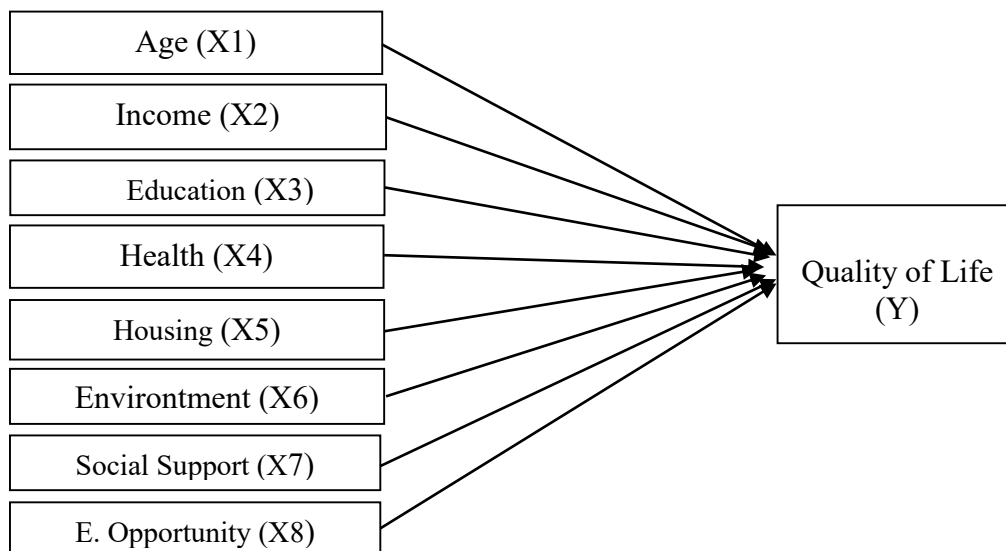 Age (X1)
Income (X2)
Education (X3)
Health (X4)
Housing (X5)
Environtment (X6)
Social Support (X7)
E. Opportunity (X8)
Quality of Life
(Y)